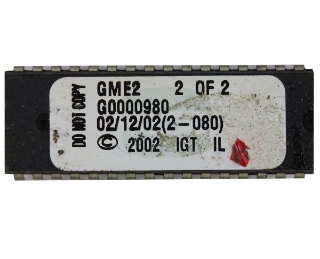 DO NOT COPY
GME2 2 OF 2
G0000980
02/12/02(2-080)
© 2002 IGT IL